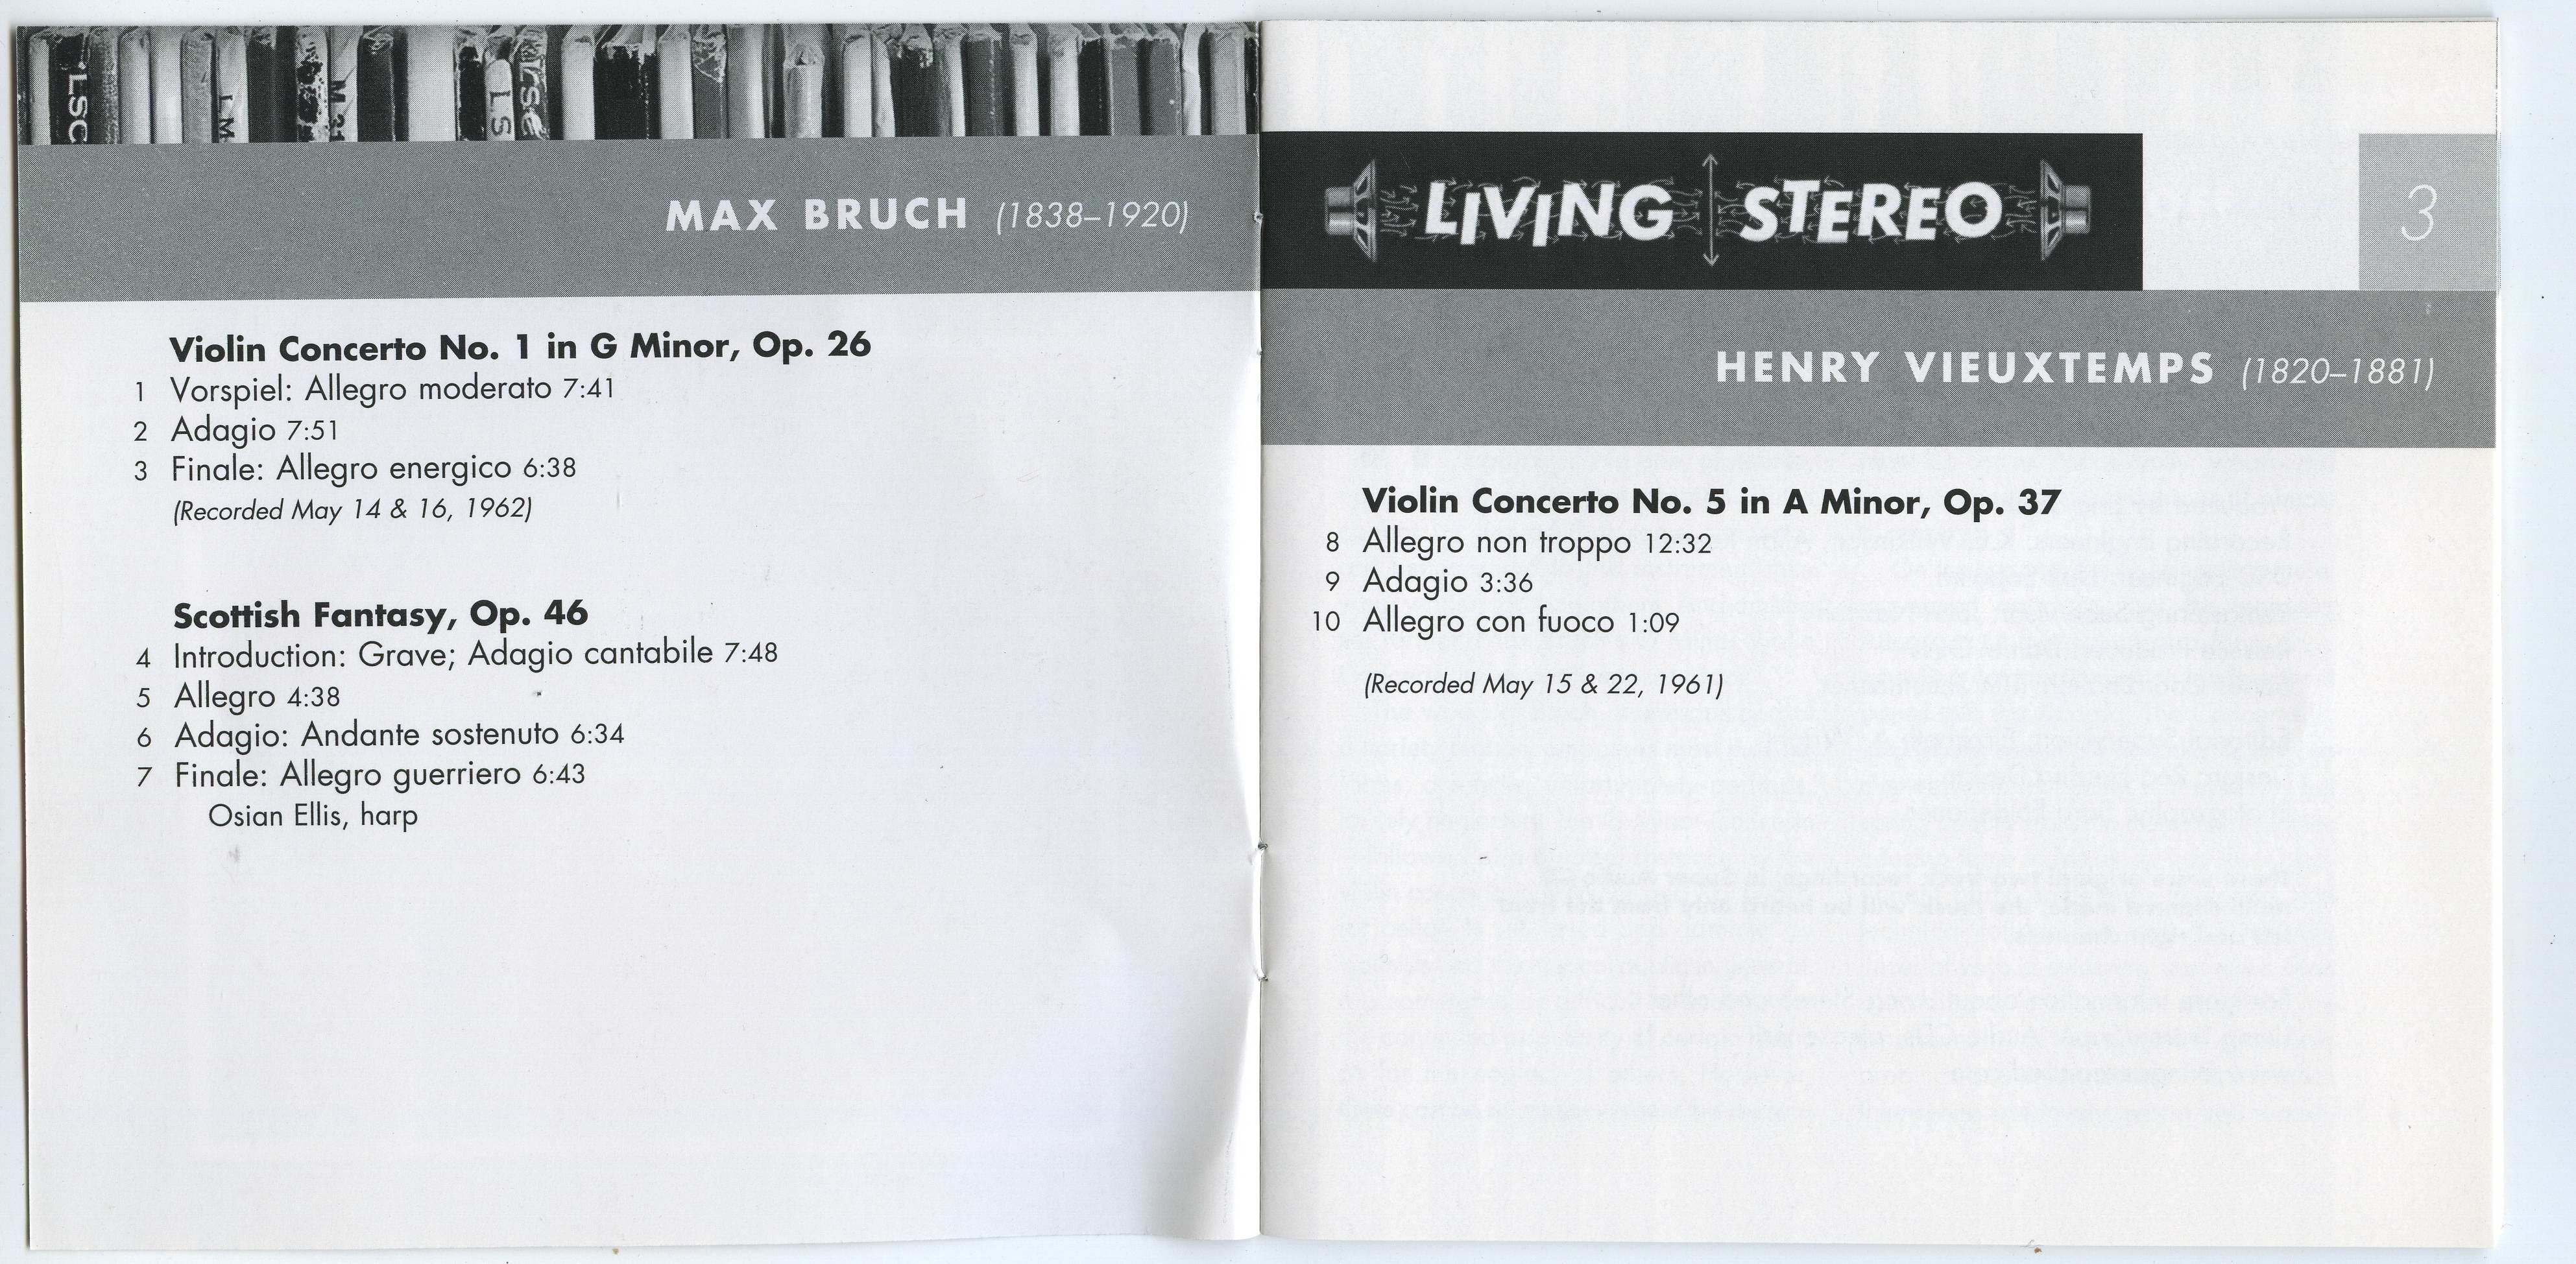 LSC
LM
LS
LSC
MAX BRUCH (1838–1920)
Violin Concerto No. 1 in G Minor, Op. 26
1 Vorspiel: Allegro moderato 7:41
2 Adagio 7:51
3 Finale: Allegro energico 6:38
(Recorded May 14 & 16, 1962)
Scottish Fantasy, Op. 46
4 Introduction: Grave; Adagio cantabile 7:48
5 Allegro 4:38
6 Adagio: Andante sostenuto 6:34
7 Finale: Allegro guerriero 6:43
Osian Ellis, harp
LIVING STEREO
3
HENRY VIEUXTEMPS (1820–1881)
Violin Concerto No. 5 in A Minor, Op. 37
8 Allegro non troppo 12:32
9 Adagio 3:36
10 Allegro con fuoco 1:09
(Recorded May 15 & 22, 1961)